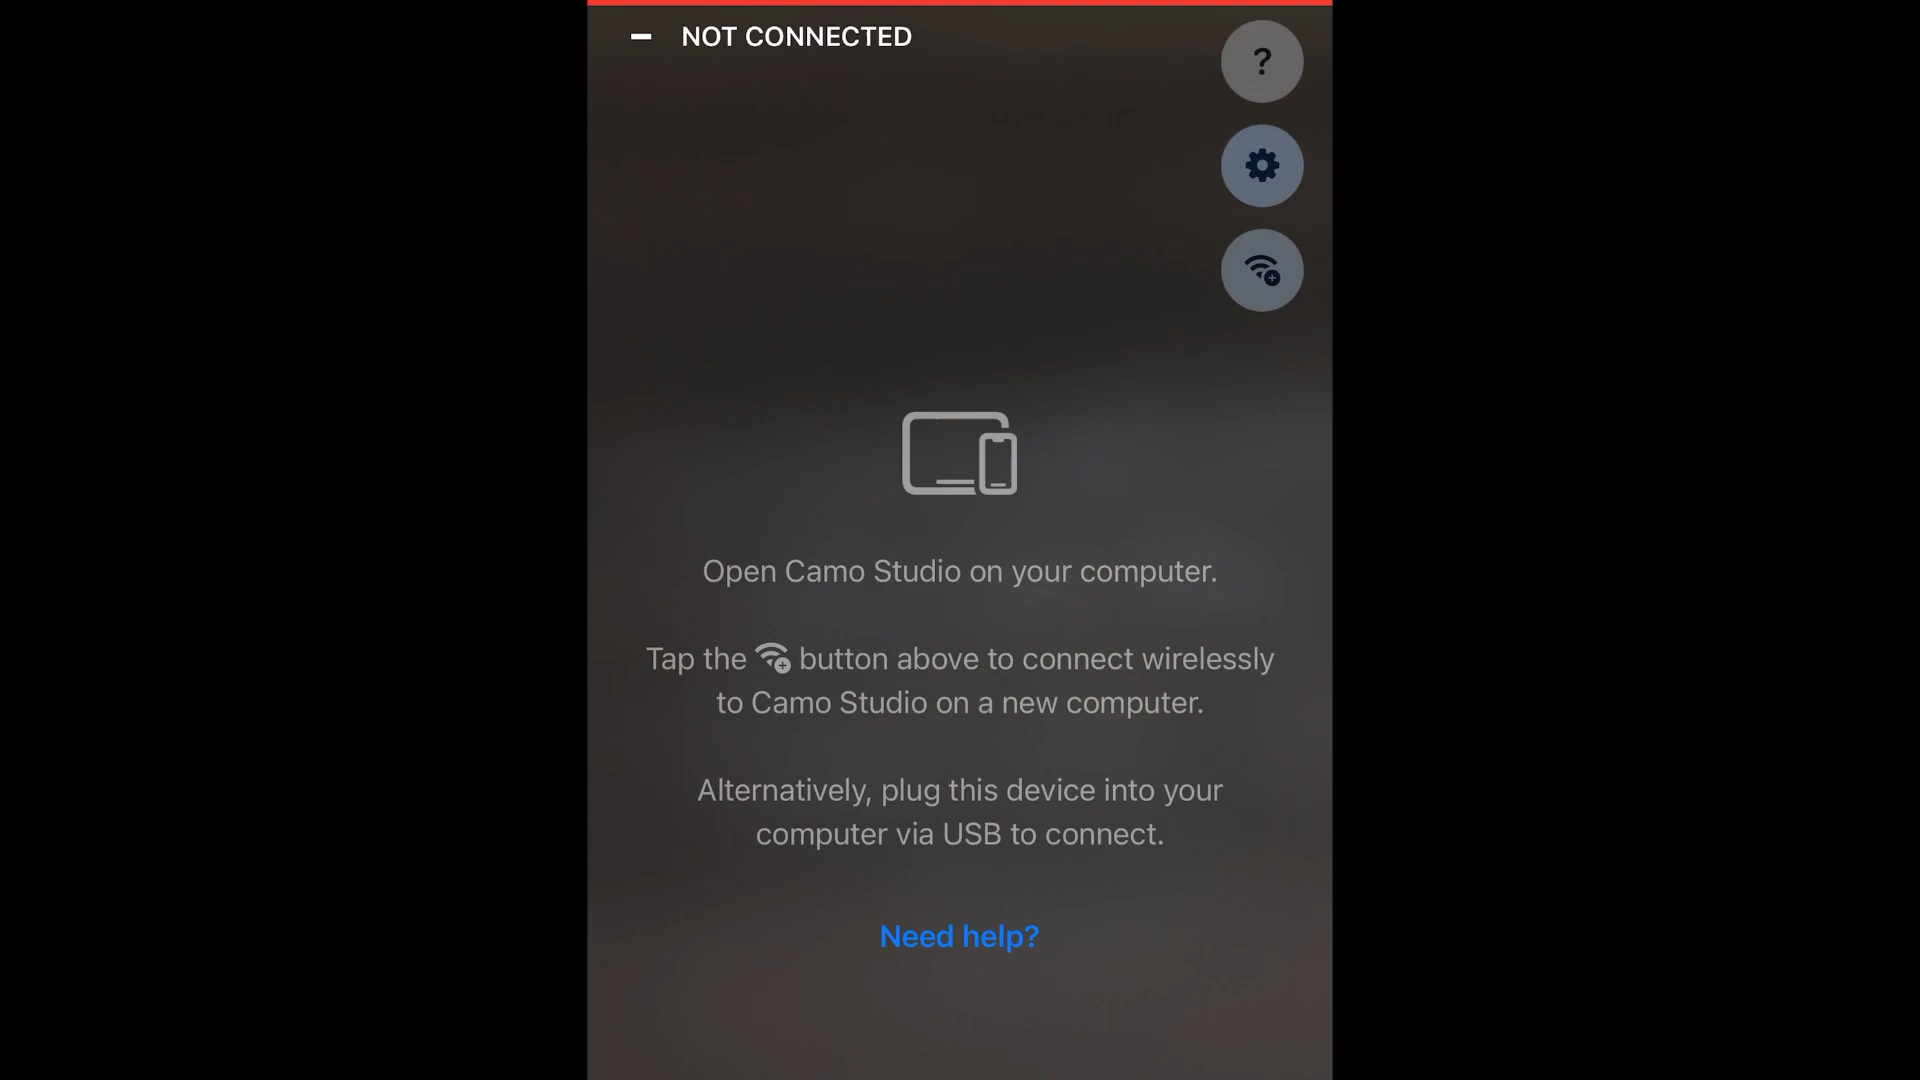 NOT CONNECTED
?
Open Camo Studio on your computer.
Tap the button above to connect wirelessly
to Camo Studio on a new computer.
Alternatively, plug this device into your
computer via USB to connect.
Need help?